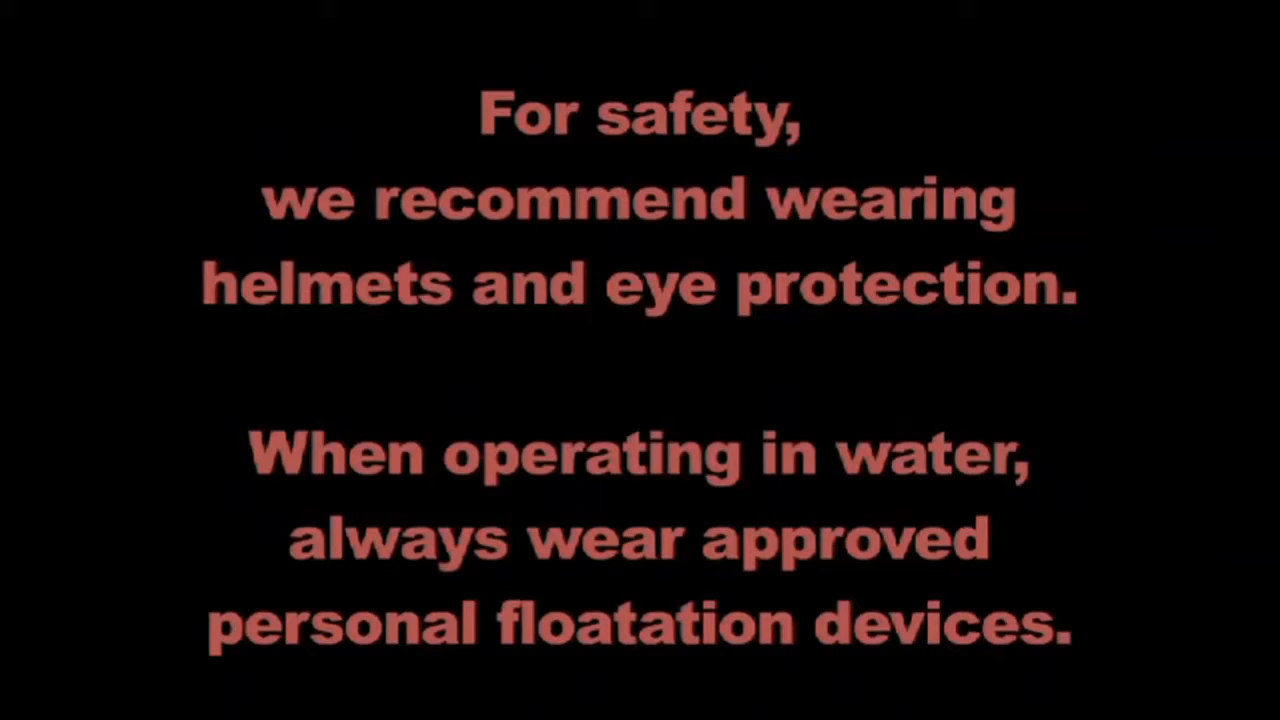 For safety,
we recommend wearing
helmets and eye protection.
When operating in water,
always wear approved
personal floatation devices.